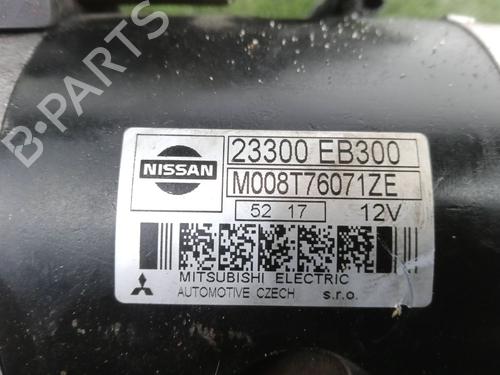 B-PARTS
NISSAN
23300 EB300
M008T76071ZE
52 17 12V
MITSUBISHI ELECTRIC
AUTOMOTIVE CZECH s.r.o.